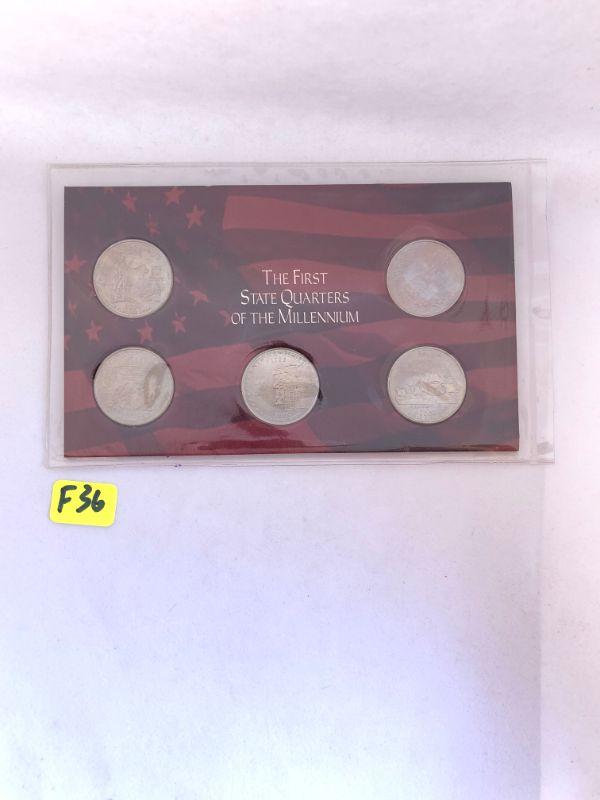 THE FIRST
STATE QUARTERS
OF THE MILLENNIUM
F36